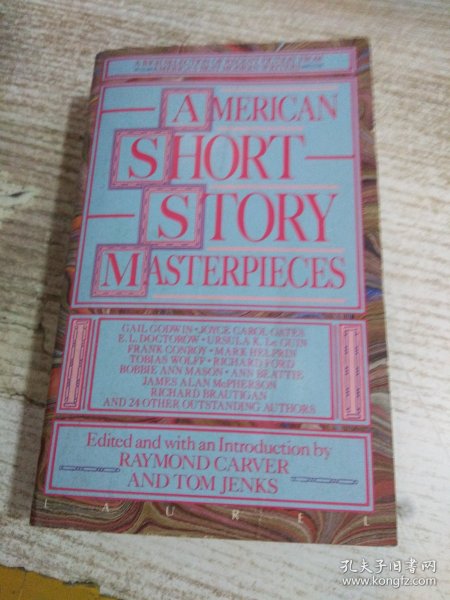 AMERICAN
SHORT
STORY
MASTERPIECES
GAIL GODWIN • JOYCE CAROL OATES
E. L. DOCTOROW • URSULA K. LE GUIN
FRANK CONROY • MARK HELPRIN
TOBIAS WOLFF • RICHARD FORD
BOBBIE ANN MASON • ANN BEATTIE
JAMES ALAN McPHERSON
RICHARD BRAUTIGAN
AND 24 OTHER OUTSTANDING AUTHORS
Edited and with an Introduction by
RAYMOND CARVER
AND TOM JENKS
LAUREL
孔夫子旧书网
www.kongfz.com